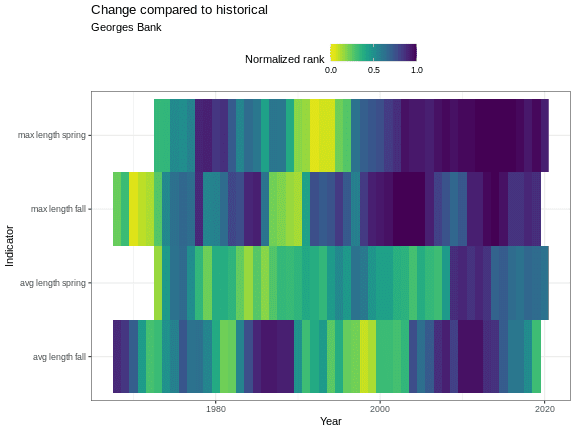 Change compared to historical
Georges Bank
Normalized rank
0.0 0.5 1.0
max length spring
max length fall
avg length spring
avg length fall
Indicator
1980 2000 2020
Year